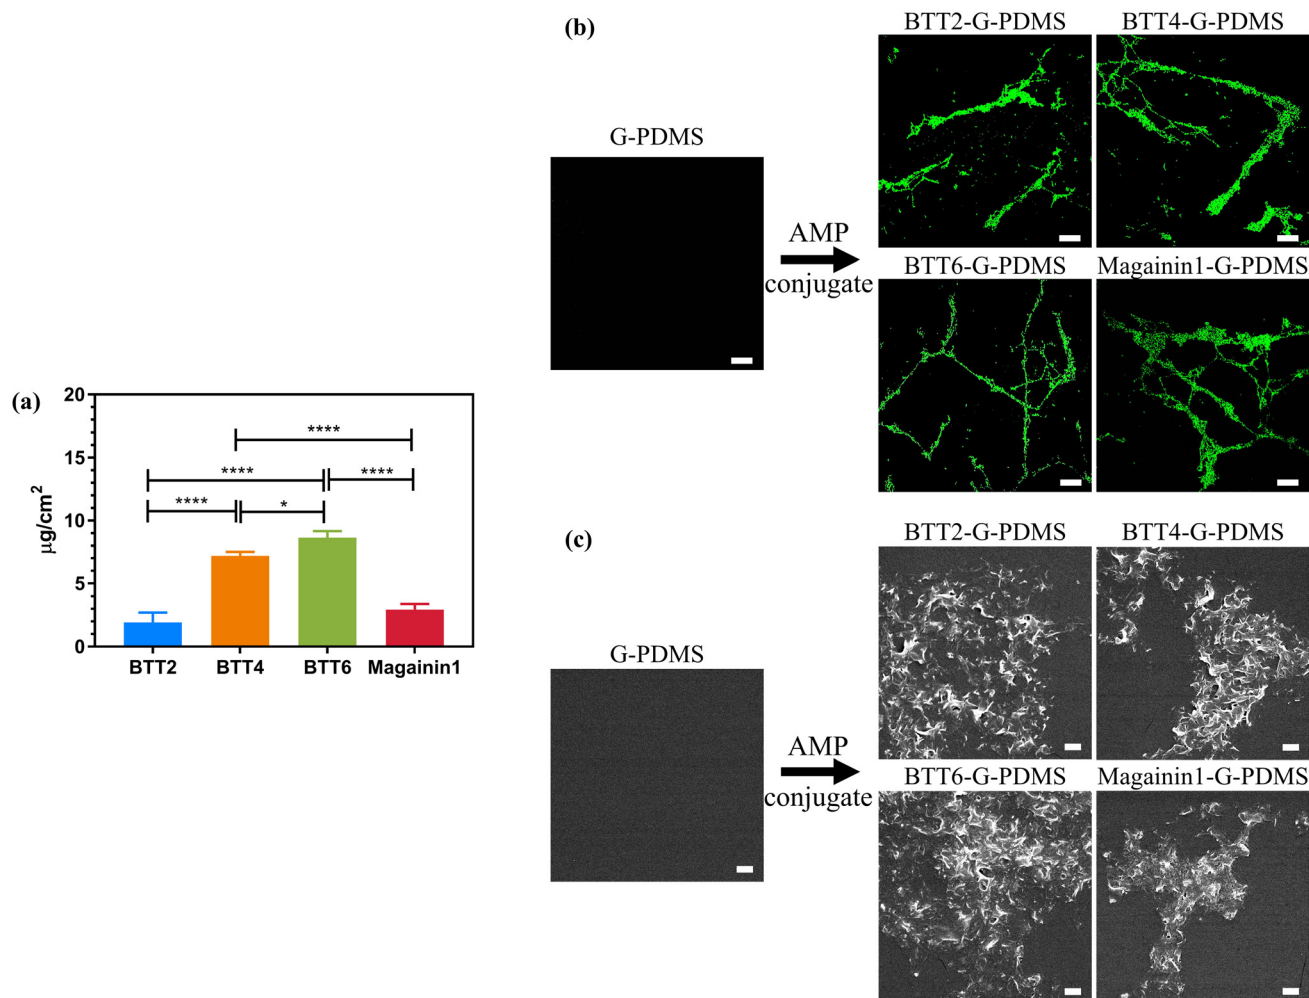 (a)
μg/cm²
20
15
10
5
0
****
****
****
****
*
BTT2 BTT4 BTT6 Magainin1
(b)
G-PDMS
AMP
conjugate
BTT2-G-PDMS BTT4-G-PDMS
BTT6-G-PDMS Magainin1-G-PDMS
(c)
G-PDMS
AMP
conjugate
BTT2-G-PDMS BTT4-G-PDMS
BTT6-G-PDMS Magainin1-G-PDMS